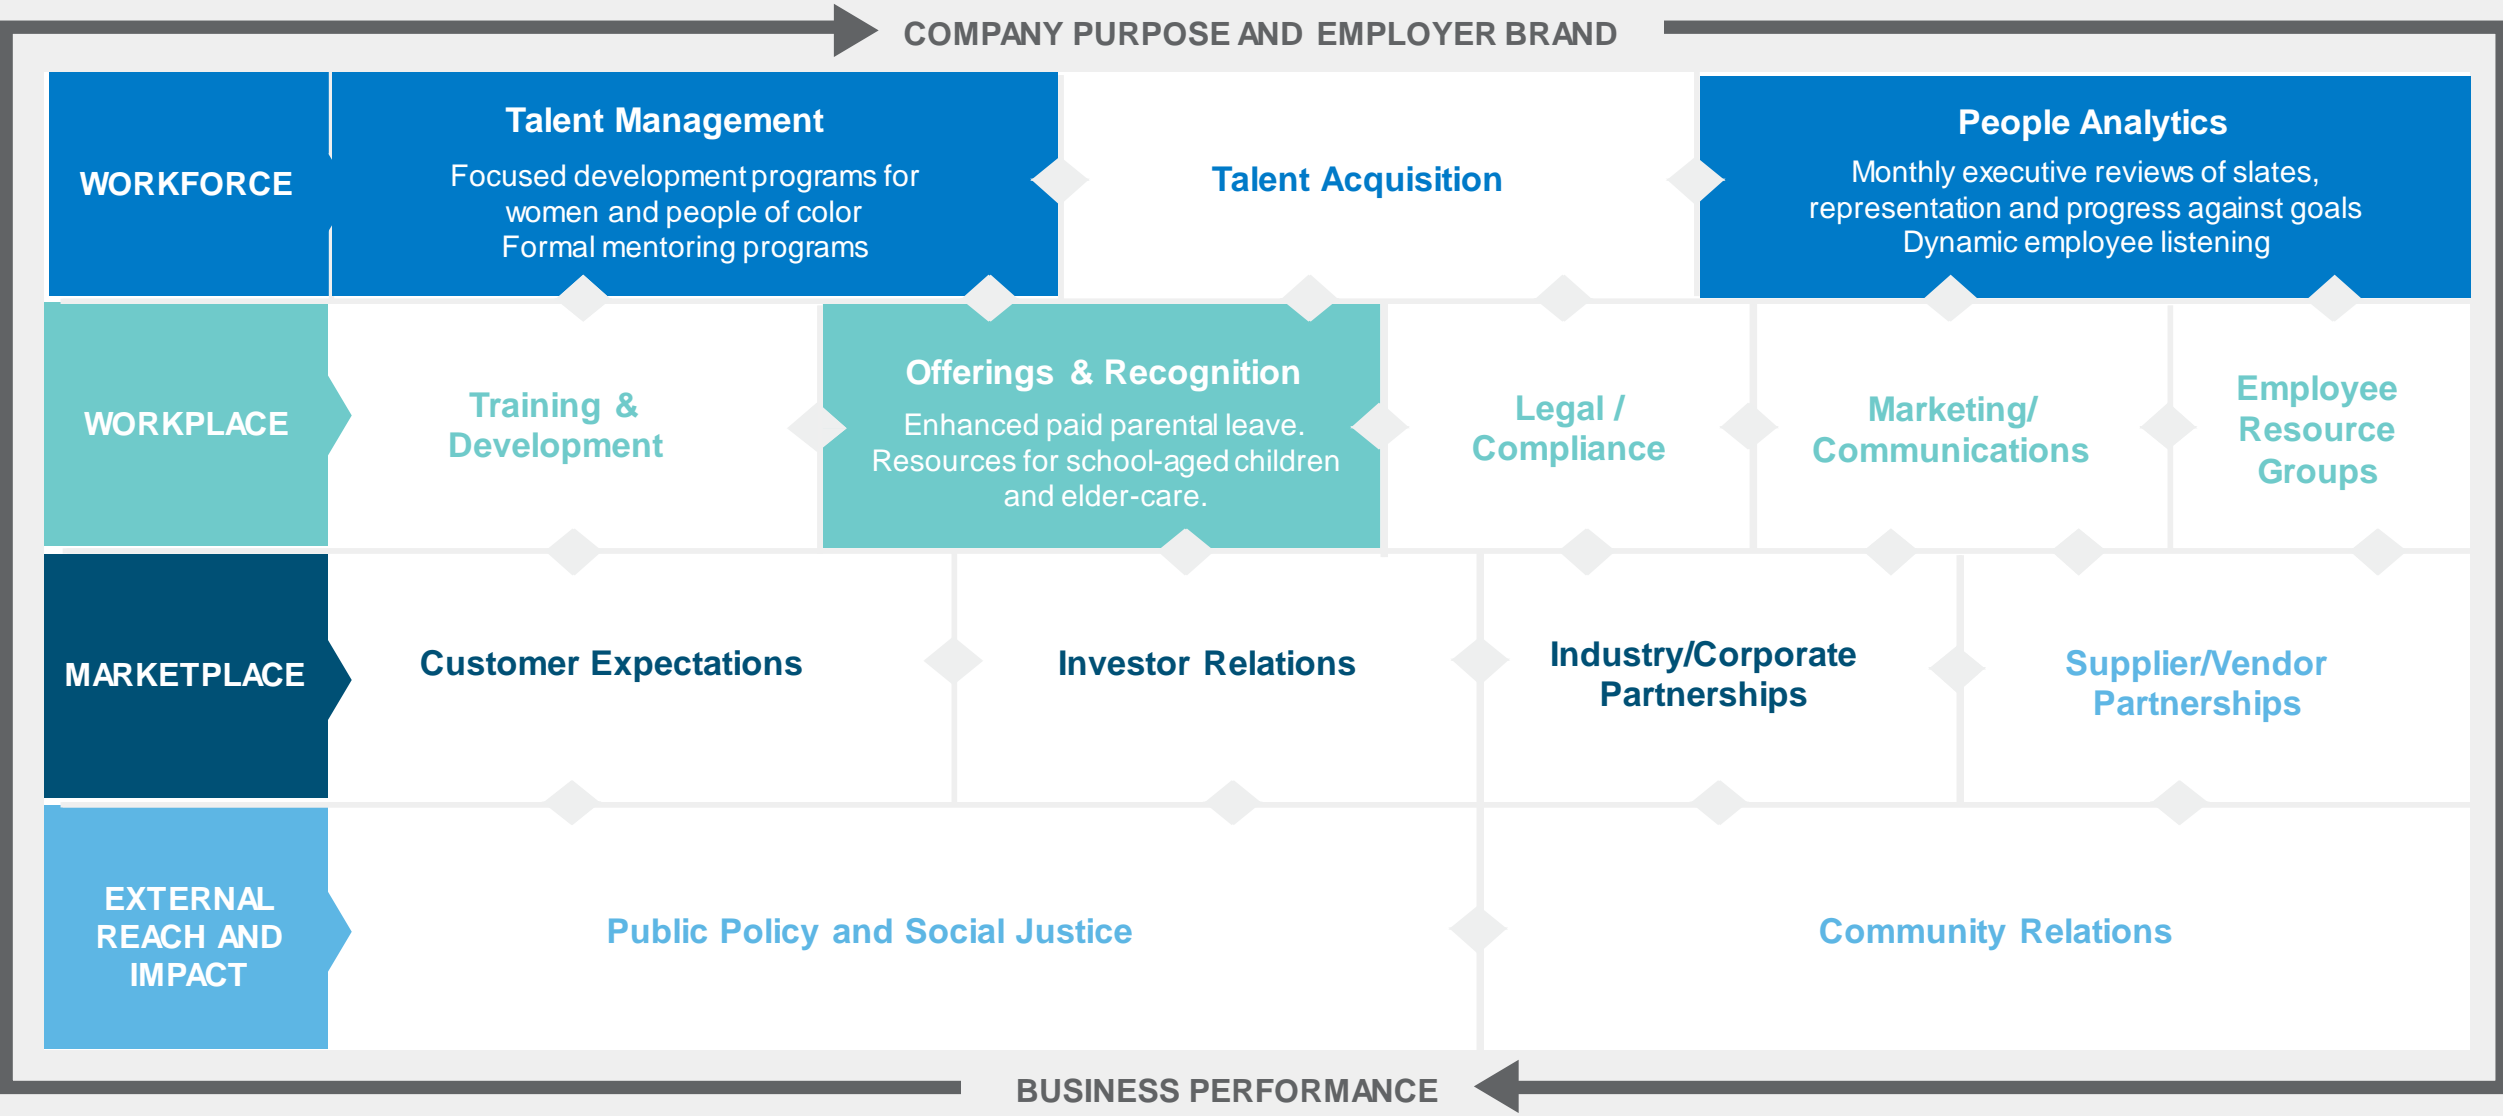 COMPANY PURPOSE AND EMPLOYER BRAND
WORKFORCE
Talent Management
Focused development programs for
women and people of color
Formal mentoring programs
Talent Acquisition
People Analytics
Monthly executive reviews of slates,
representation and progress against goals
Dynamic employee listening
WORKPLACE
Training &
Development
Offerings & Recognition
Enhanced paid parental leave.
Resources for school-aged children
and elder-care.
Legal /
Compliance
Marketing/
Communications
Employee
Resource
Groups
MARKETPLACE
Customer Expectations
Investor Relations
Industry/Corporate
Partnerships
Supplier/Vendor
Partnerships
EXTERNAL
REACH AND
IMPACT
Public Policy and Social Justice
Community Relations
BUSINESS PERFORMANCE